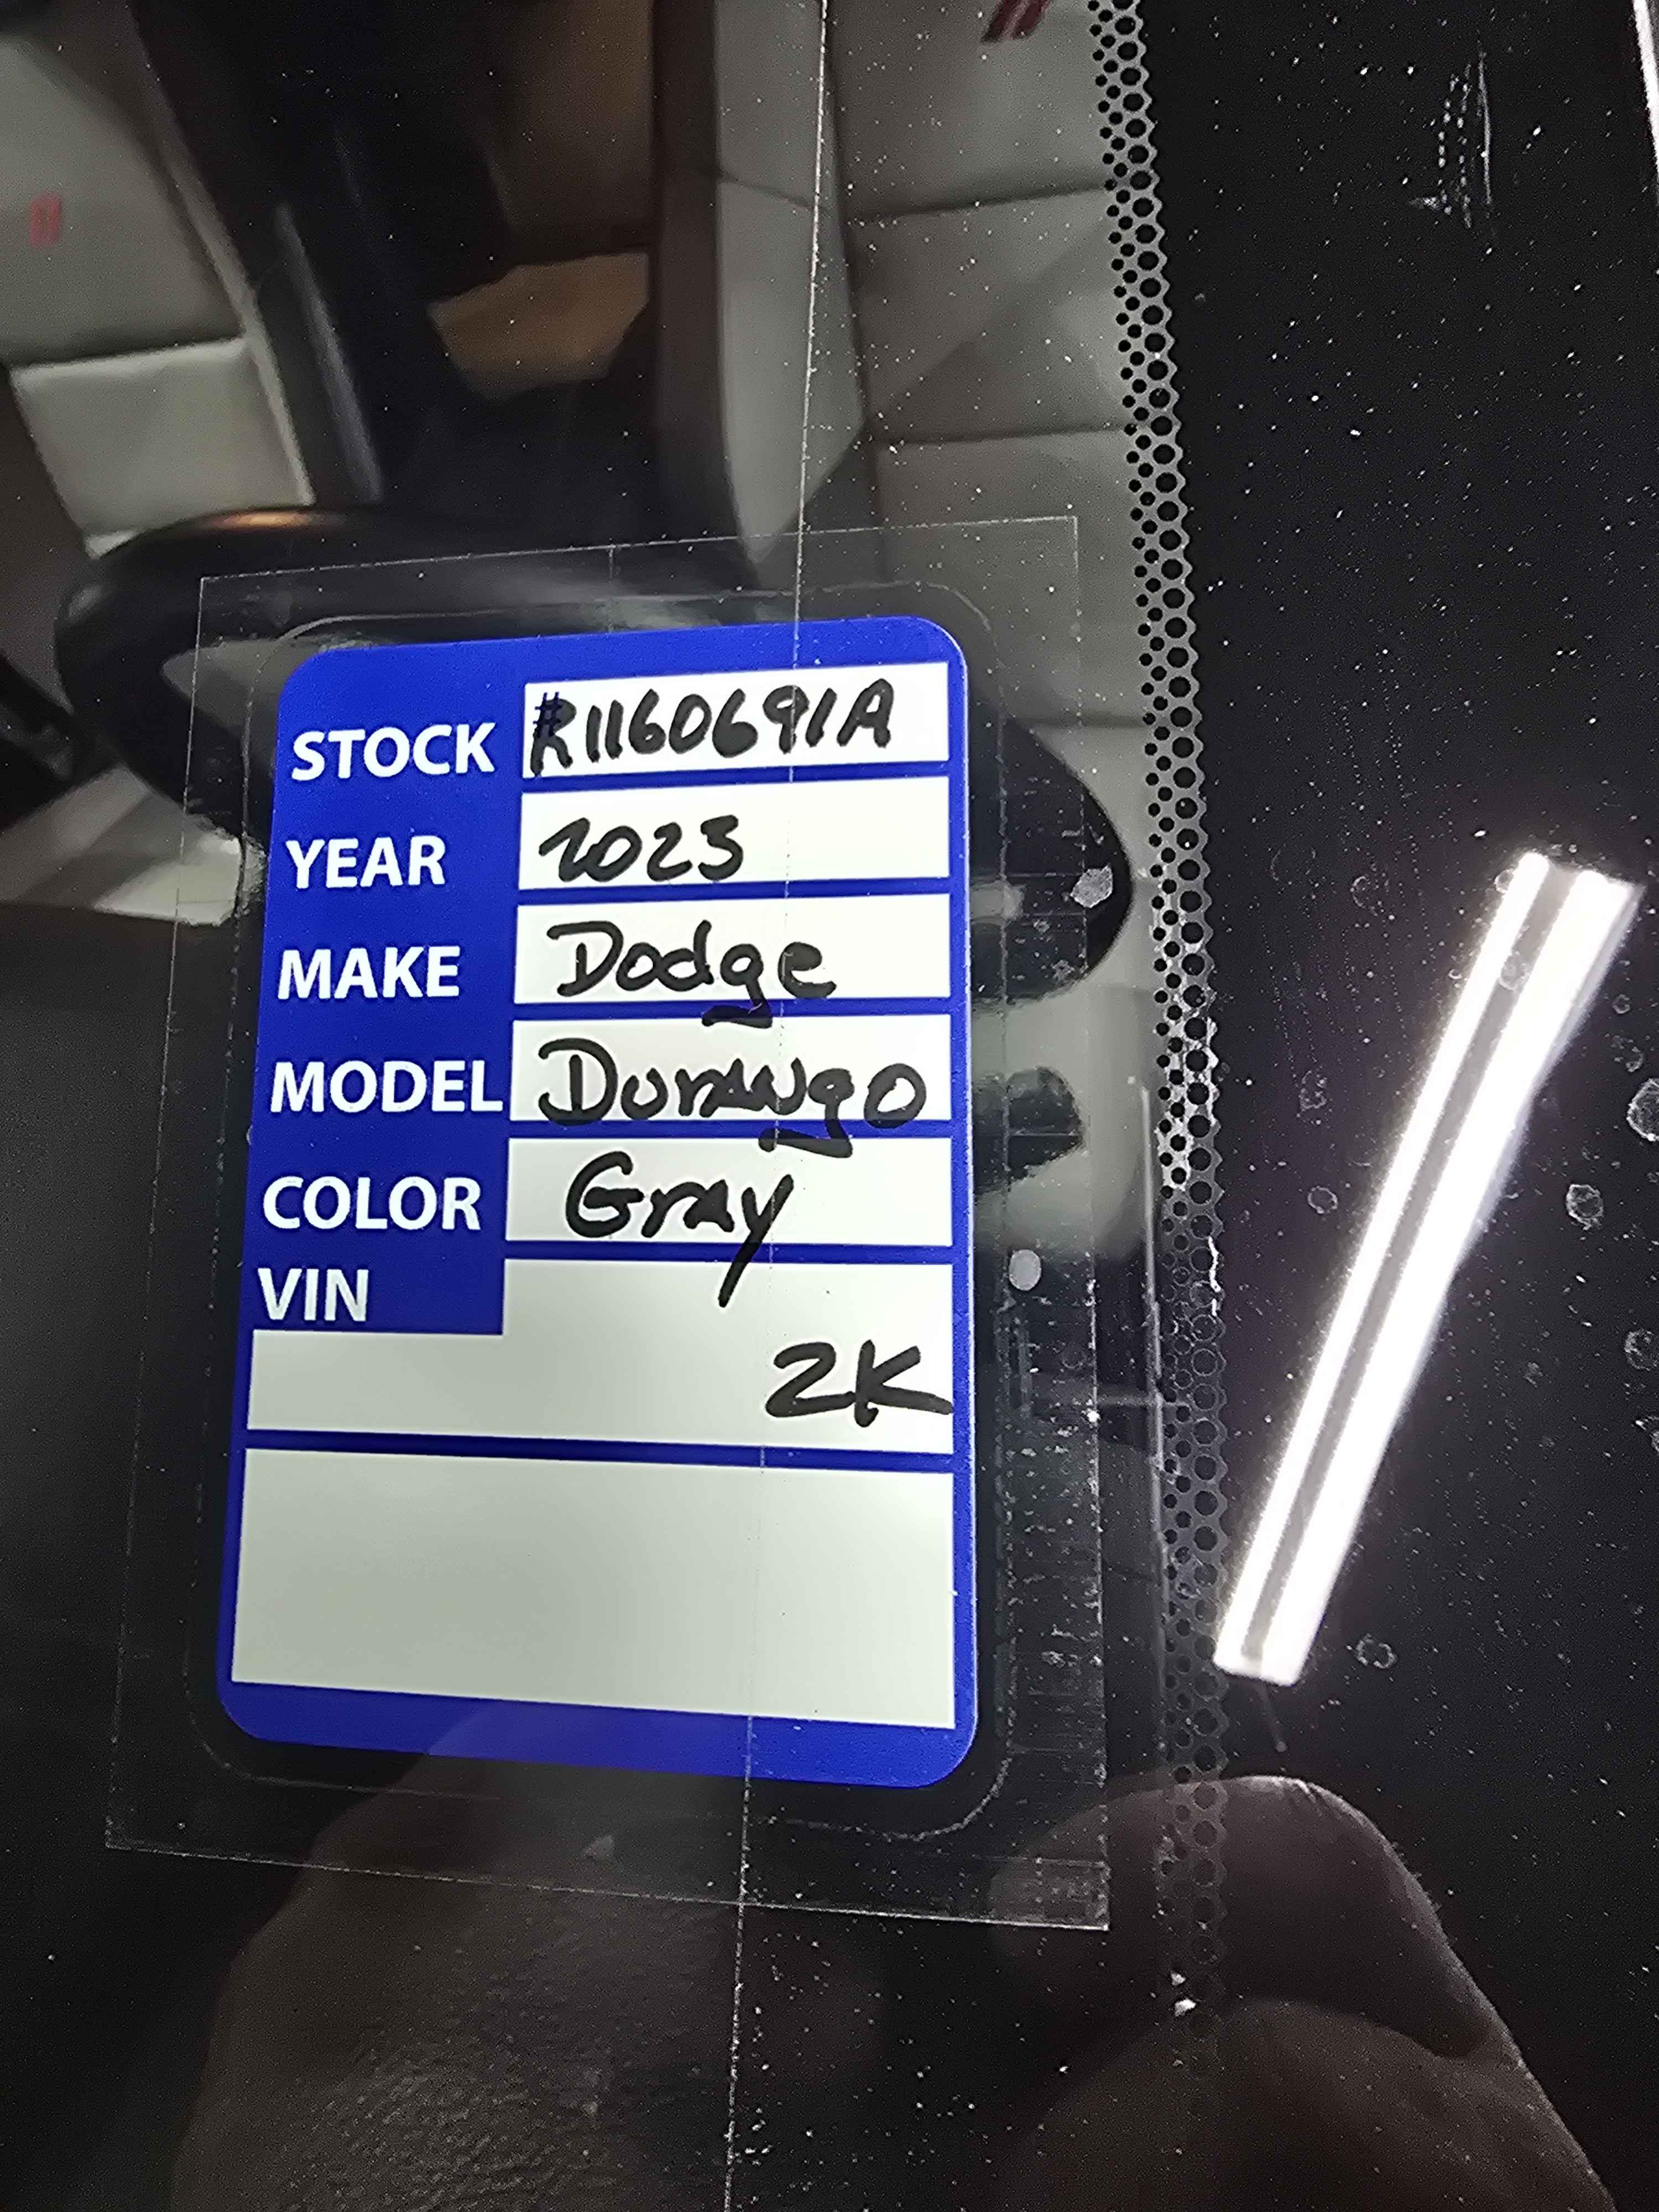 STOCK #R1160691A
YEAR 2023
MAKE Dodge
MODEL Durango
COLOR Gray
VIN
2K